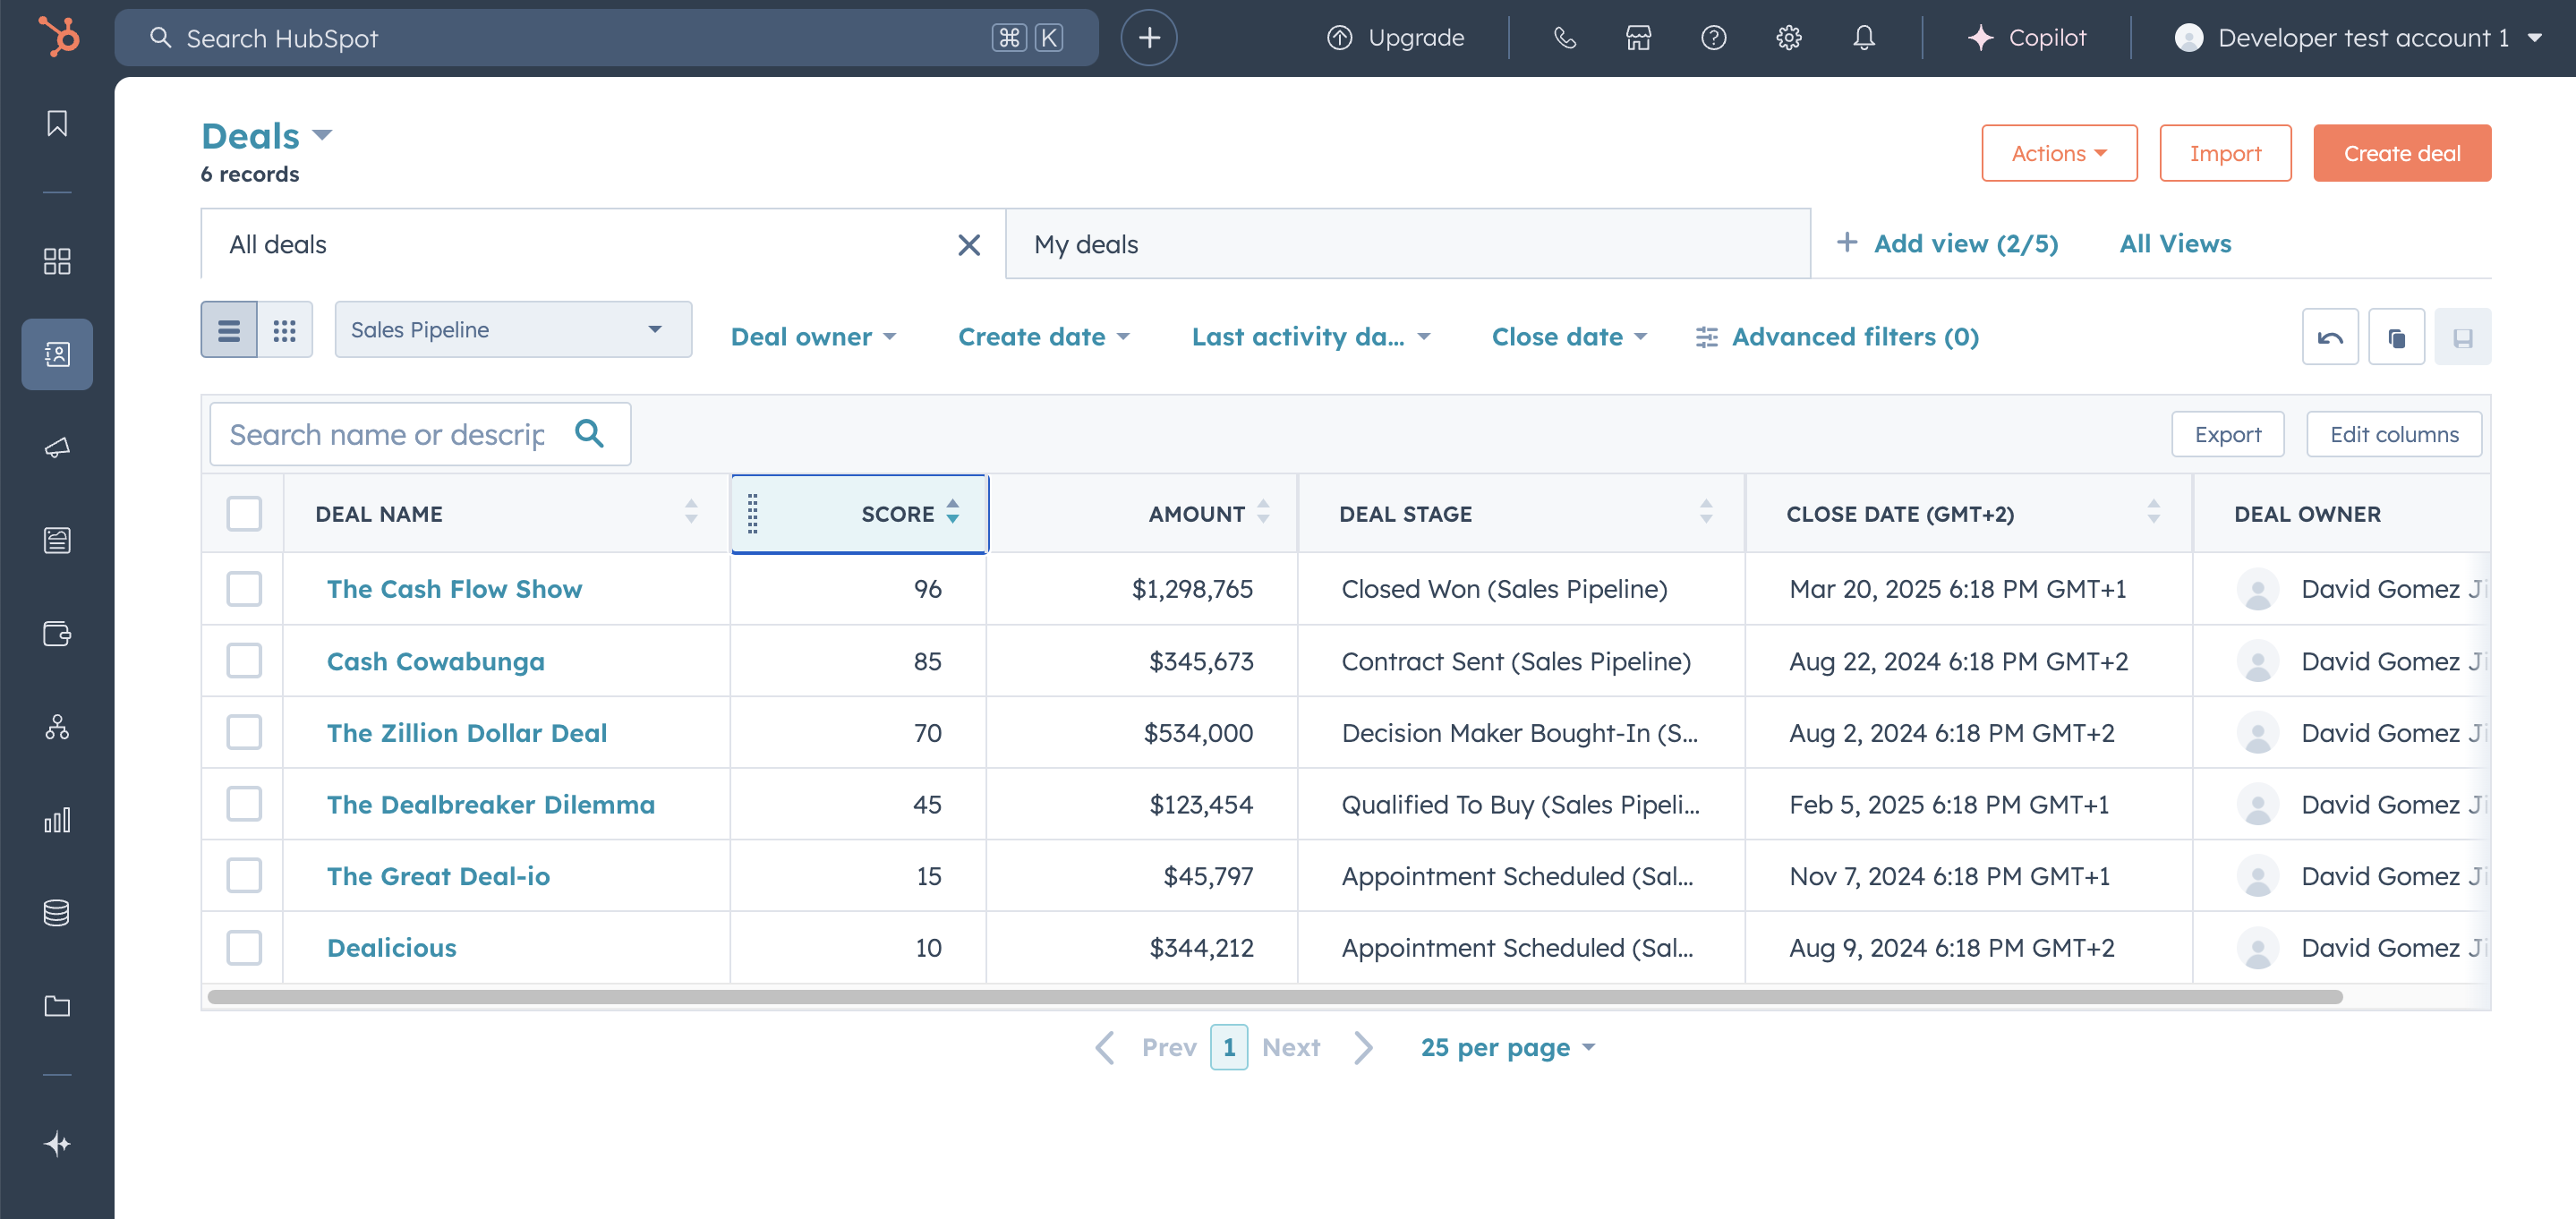 Search HubSpot ⌘ K Upgrade Copilot Developer test account 1
Deals
6 records
Actions Import Create deal
All deals My deals + Add view (2/5) All Views
Sales Pipeline Deal owner Create date Last activity da... Close date Advanced filters (0)
Search name or descrip Export Edit columns
DEAL NAME SCORE AMOUNT DEAL STAGE CLOSE DATE (GMT+2) DEAL OWNER
The Cash Flow Show 96 $1,298,765 Closed Won (Sales Pipeline) Mar 20, 2025 6:18 PM GMT+1 David Gomez Ji
Cash Cowabunga 85 $345,673 Contract Sent (Sales Pipeline) Aug 22, 2024 6:18 PM GMT+2 David Gomez Ji
The Zillion Dollar Deal 70 $534,000 Decision Maker Bought-In (S... Aug 2, 2024 6:18 PM GMT+2 David Gomez Ji
The Dealbreaker Dilemma 45 $123,454 Qualified To Buy (Sales Pipeli... Feb 5, 2025 6:18 PM GMT+1 David Gomez Ji
The Great Deal-io 15 $45,797 Appointment Scheduled (Sal... Nov 7, 2024 6:18 PM GMT+1 David Gomez Ji
Dealicious 10 $344,212 Appointment Scheduled (Sal... Aug 9, 2024 6:18 PM GMT+2 David Gomez Ji
Prev 1 Next 25 per page